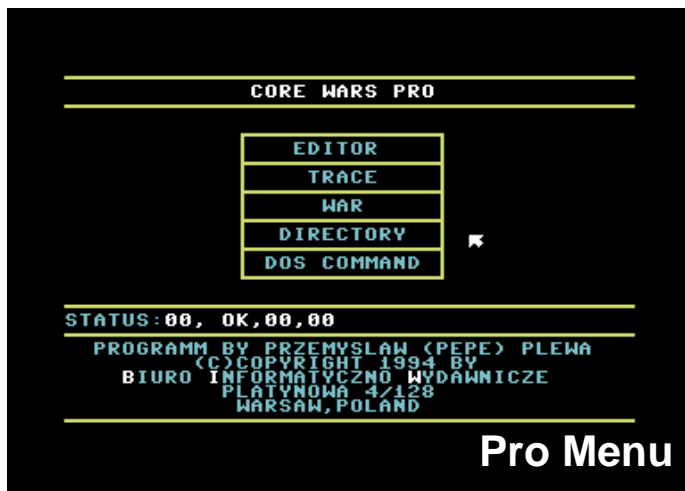 CORE WARS PRO
EDITOR
TRACE
WAR
DIRECTORY
DOS COMMAND
STATUS:00, OK,00,00
PROGRAMM BY PRZEMYSLAW (PEPE) PLEWA
(C)COPYRIGHT 1994 BY
BIURO INFORMATYCZNO WYDAWNICZE
PLATYNOWA 4/128
WARSAW,POLAND
Pro Menu